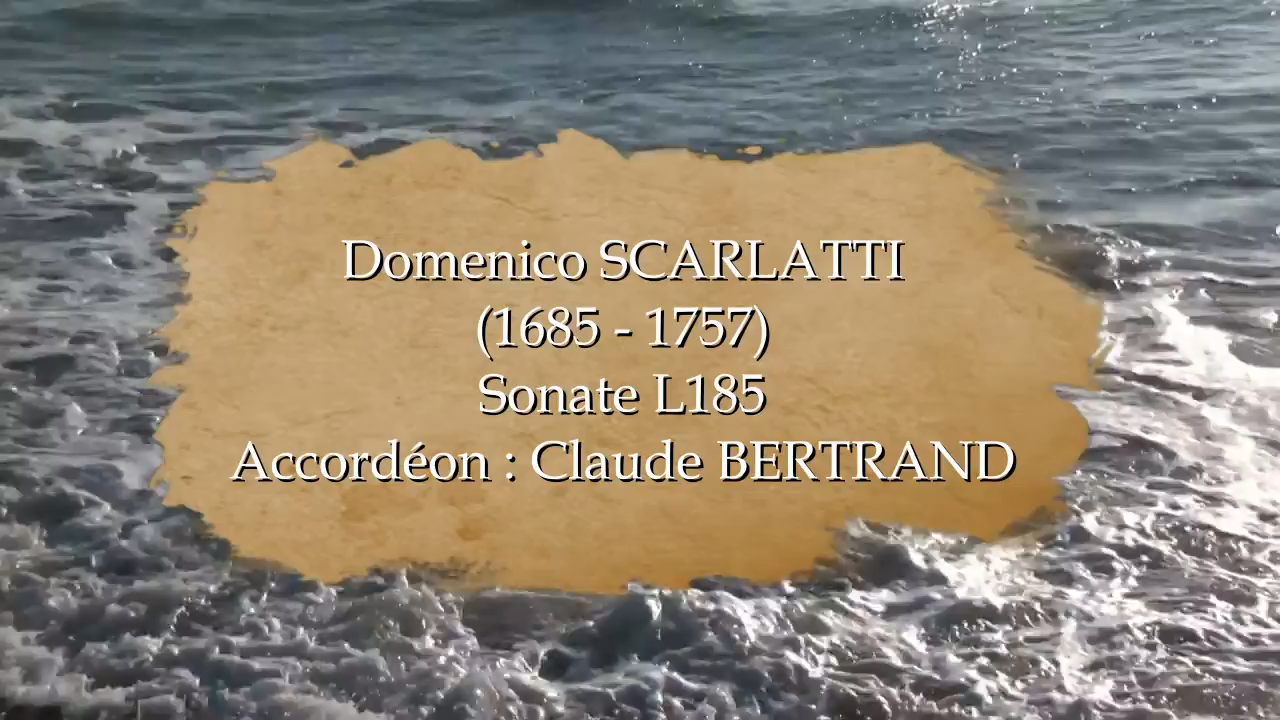 Domenico SCARLATTI
(1685 - 1757)
Sonate L185
Accordéon : Claude BERTRAND